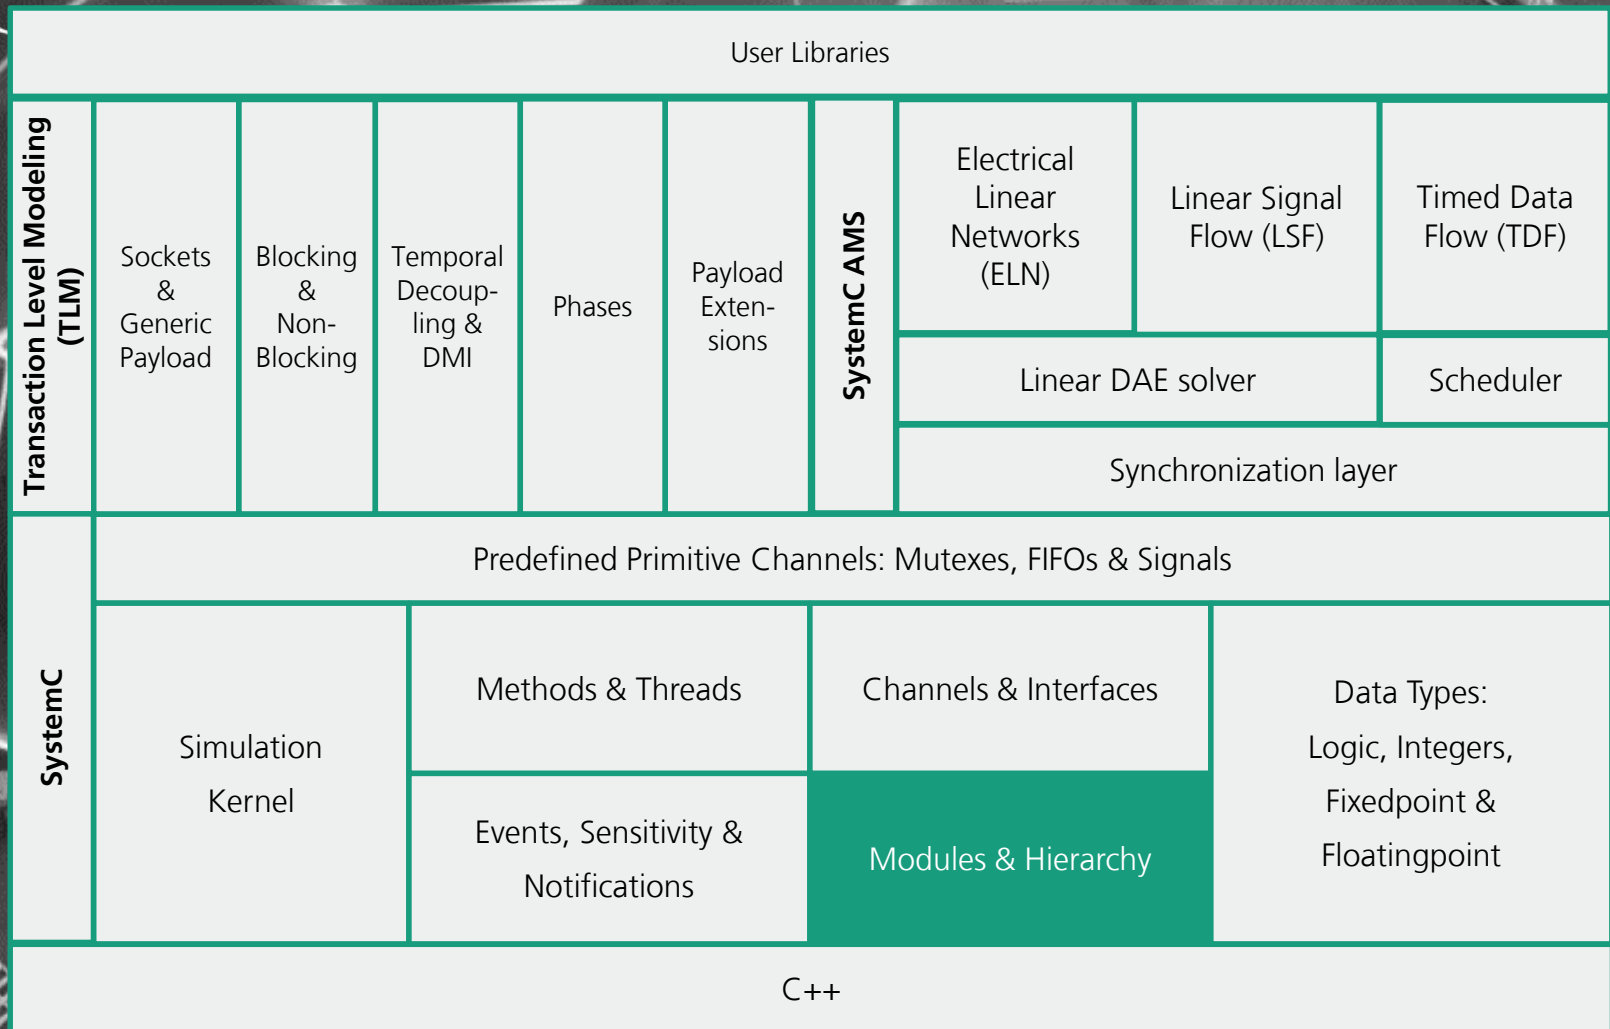 User Libraries
Transaction Level Modeling
(TLM)
Sockets
&
Generic
Payload
Blocking
&
Non-
Blocking
Temporal
Decoup-
ling &
DMI
Phases
Payload
Exten-
sions
SystemC AMS
Electrical
Linear
Networks
(ELN)
Linear Signal
Flow (LSF)
Timed Data
Flow (TDF)
Linear DAE solver
Scheduler
Synchronization layer
SystemC
Predefined Primitive Channels: Mutexes, FIFOs & Signals
Simulation
Kernel
Methods & Threads
Channels & Interfaces
Events, Sensitivity &
Notifications
Modules & Hierarchy
Data Types:
Logic, Integers,
Fixedpoint &
Floatingpoint
C++